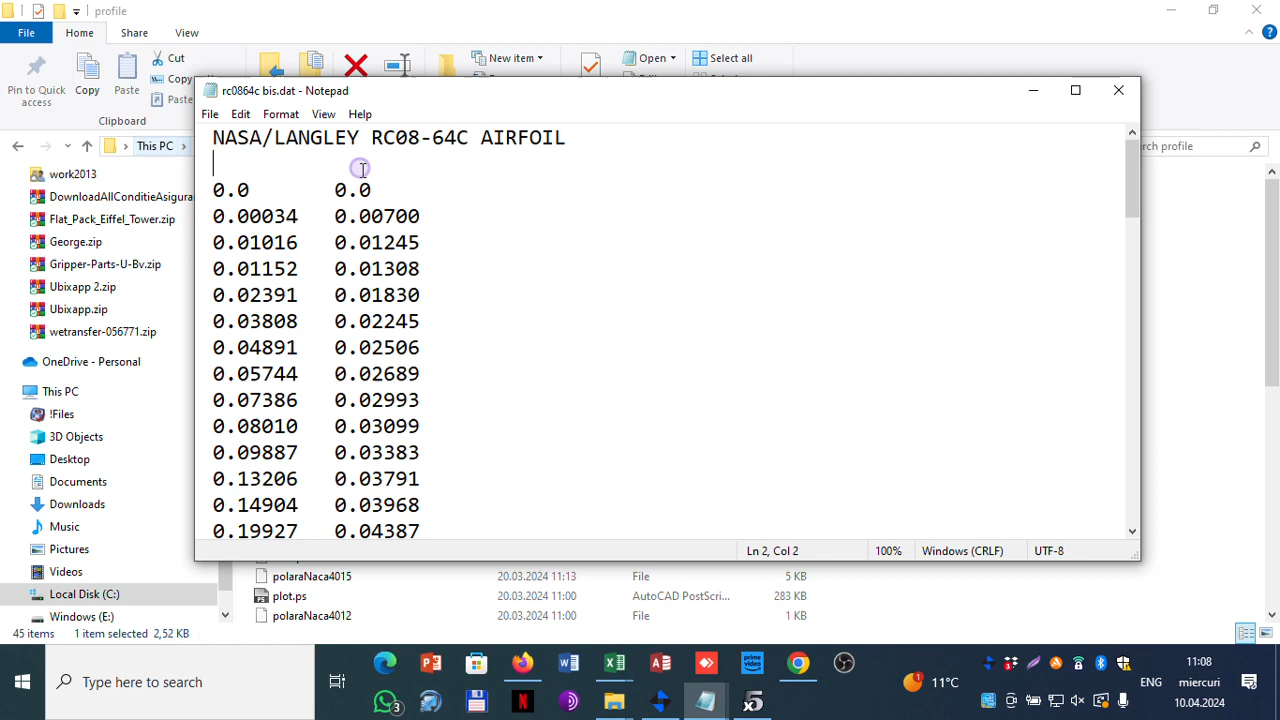 profile
File
Home
Share
View
Pin to Quick access
Copy
Paste
Cut
Copy
Paste
Clipboard
New item
Open
Select all
This PC
profile
work2013
DownloadAllConditieAsigura
Flat_Pack_Eiffel_Tower.zip
George.zip
Gripper-Parts-U-Bv.zip
Ubixapp 2.zip
Ubixapp.zip
wetransfer-056771.zip
OneDrive - Personal
This PC
!Files
3D Objects
Desktop
Documents
Downloads
Music
Pictures
Videos
Local Disk (C:)
Windows (E:)
45 items
1 item selected
2,52 KB
rc0864c bis.dat - Notepad
File Edit Format View Help
NASA/LANGLEY RC08-64C AIRFOIL
0.0 0.0
0.00034 0.00700
0.01016 0.01245
0.01152 0.01308
0.02391 0.01830
0.03808 0.02245
0.04891 0.02506
0.05744 0.02689
0.07386 0.02993
0.08010 0.03099
0.09887 0.03383
0.13206 0.03791
0.14904 0.03968
0.19927 0.04387
Ln 2, Col 2
100%
Windows (CRLF)
UTF-8
polaraNaca4015 20.03.2024 11:13 File 5 KB
plot.ps 20.03.2024 11:00 AutoCAD PostScri... 283 KB
polaraNaca4012 20.03.2024 11:00 File 1 KB
Type here to search
prime video
3
1
11°C
ENG
11:08
miercuri
10.04.2024